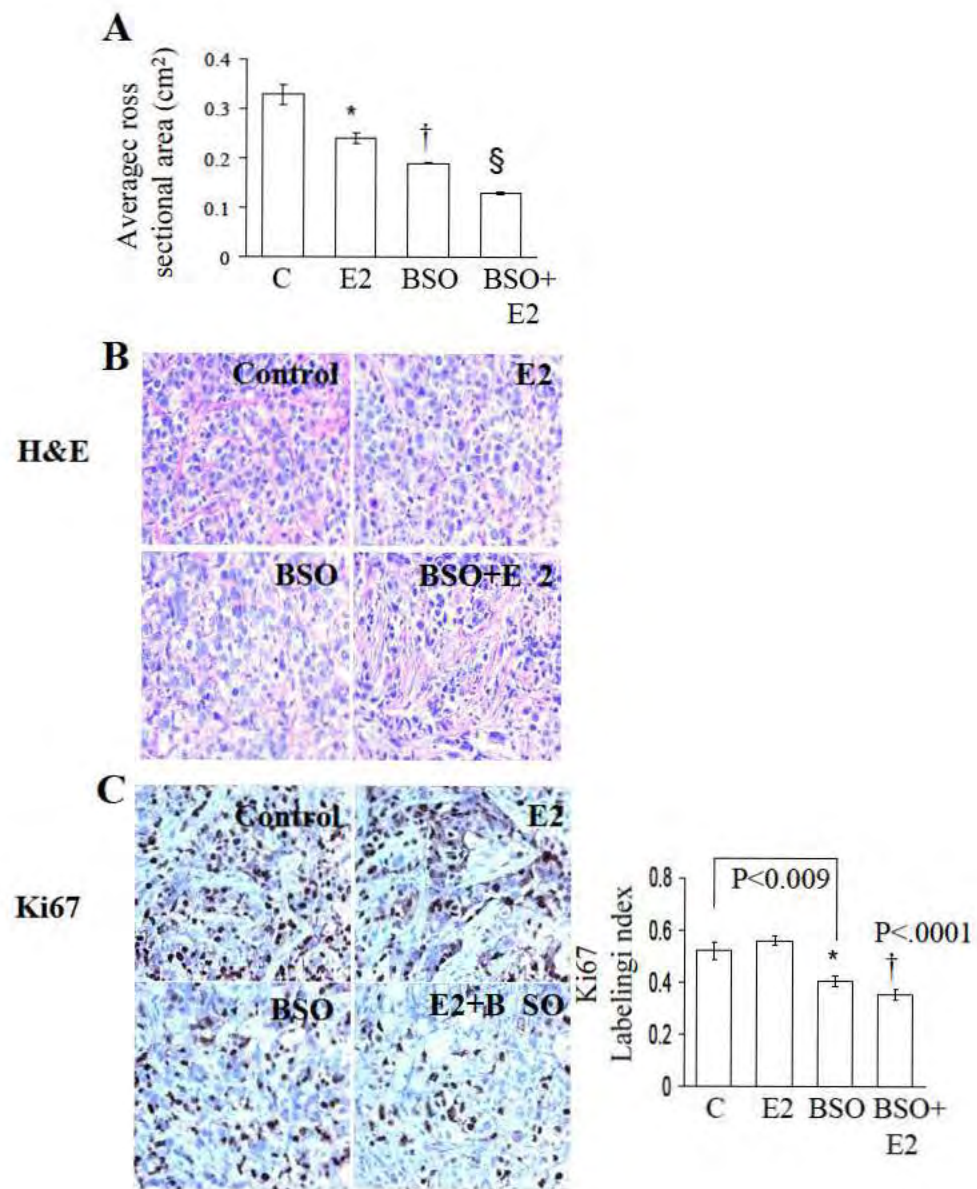 A
Averagec ross
sectional area (cm²)
0.4
0.3
0.2
0.1
0
*
†
§
C E2 BSO BSO+
E2
B
H&E
Control
E2
BSO
BSO+E 2
C
Ki67
Control
E2
BSO
E2+B SO
Ki67
Labelingi ndex
0.8
0.6
0.4
0.2
0
P<0.009
P<.0001
*
†
C E2 BSO BSO+
E2